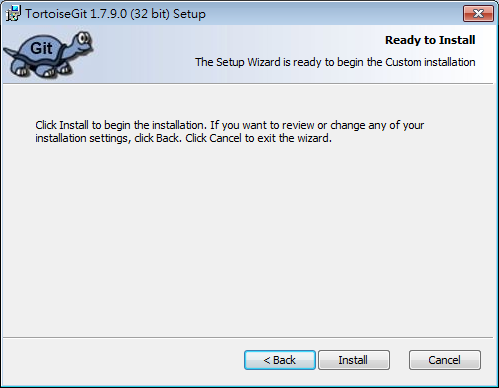 TortoiseGit 1.7.9.0 (32 bit) Setup
Git
Ready to Install
The Setup Wizard is ready to begin the Custom installation
Click Install to begin the installation. If you want to review or change any of your
installation settings, click Back. Click Cancel to exit the wizard.
< Back
Install
Cancel